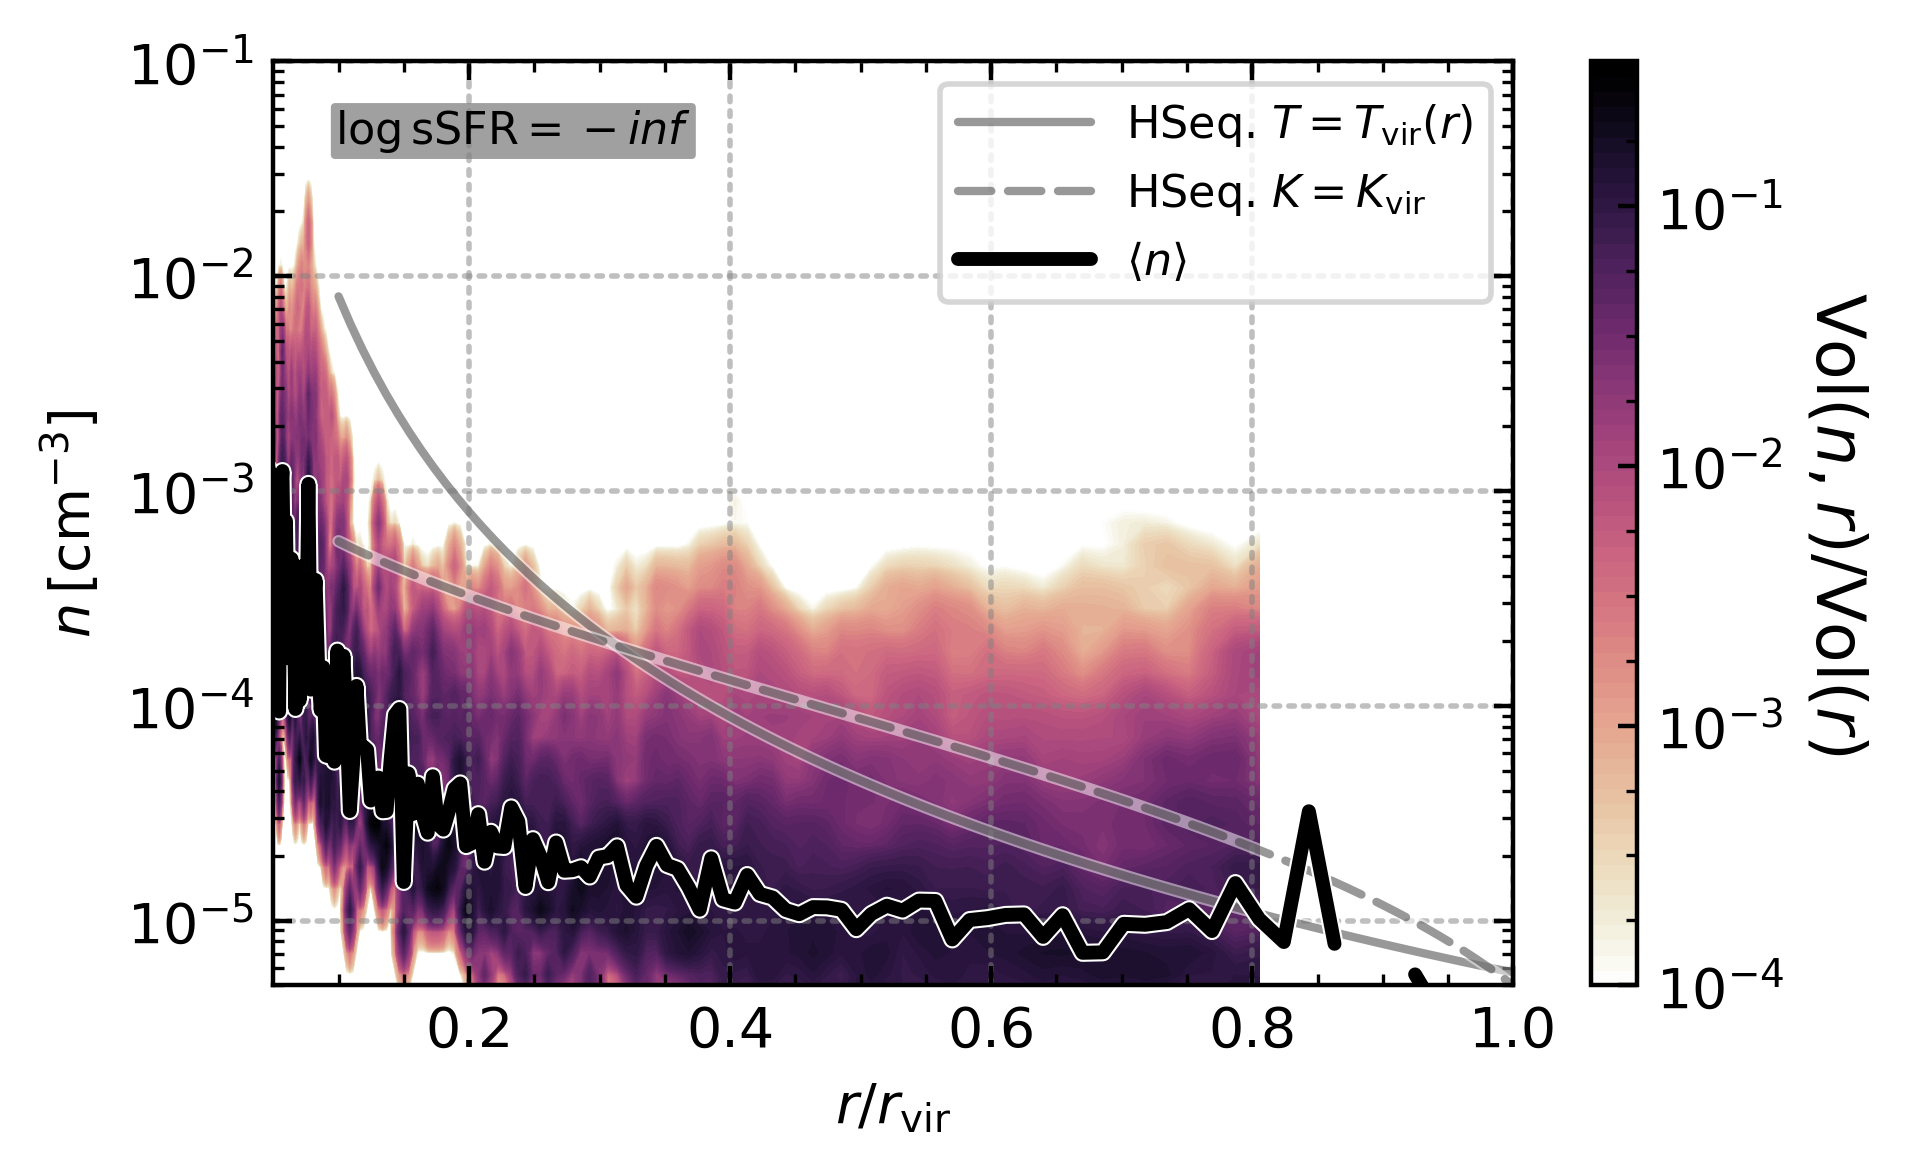 10⁻¹
10⁻²
10⁻³
10⁻⁴
10⁻⁵
n [cm⁻³]
log sSFR = −inf
HSeq. T = T_vir(r)
HSeq. K = K_vir
⟨n⟩
0.2 0.4 0.6 0.8 1.0
r/r_vir
10⁻¹
10⁻²
10⁻³
10⁻⁴
Vol(n, r)/Vol(r)